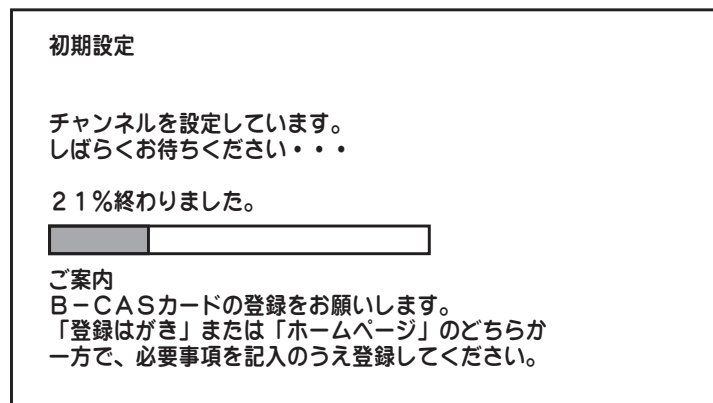 初期設定
チャンネルを設定しています。
しばらくお待ちください・・・
２１％終わりました。
ご案内
Ｂ－ＣＡＳカードの登録をお願いします。
「登録はがき」または「ホームページ」のどちらか
一方で、必要事項を記入のうえ登録してください。